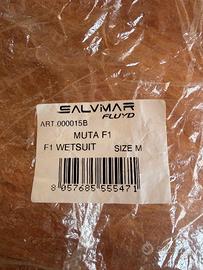 SALVIMAR
FLUYD
ART.000015B
MUTA F1
F1 WETSUIT SIZE M
8 057685 555471